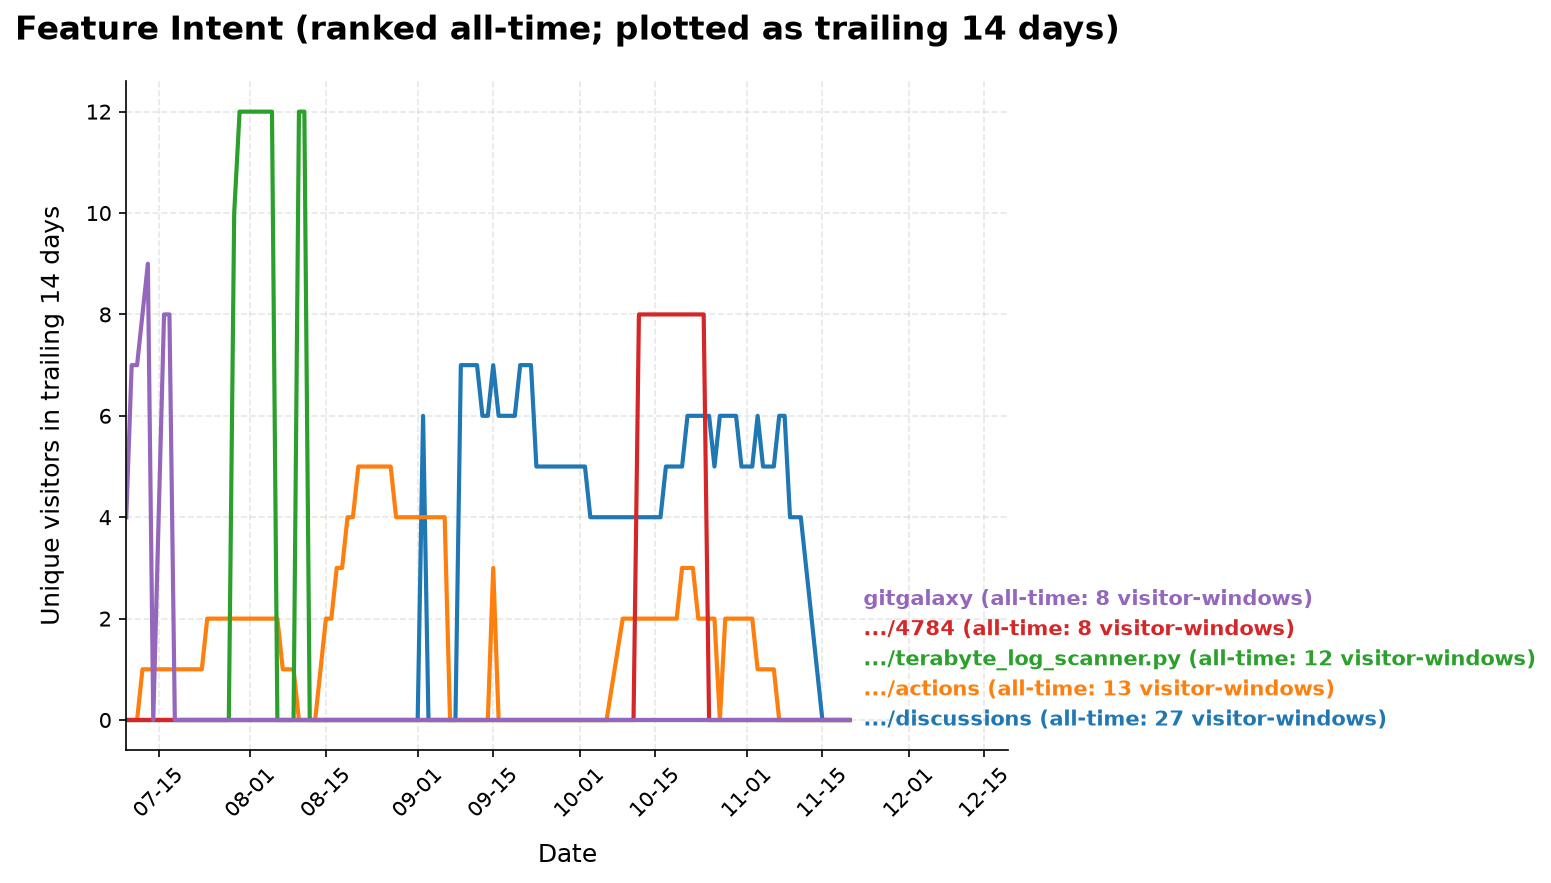 Feature Intent (ranked all-time; plotted as trailing 14 days)
Unique visitors in trailing 14 days
12
10
8
6
4
2
0
gitgalaxy (all-time: 8 visitor-windows)
.../4784 (all-time: 8 visitor-windows)
.../terabyte_log_scanner.py (all-time: 12 visitor-windows)
.../actions (all-time: 13 visitor-windows)
.../discussions (all-time: 27 visitor-windows)
07-15
08-01
08-15
09-01
09-15
10-01
10-15
11-01
11-15
12-01
12-15
Date